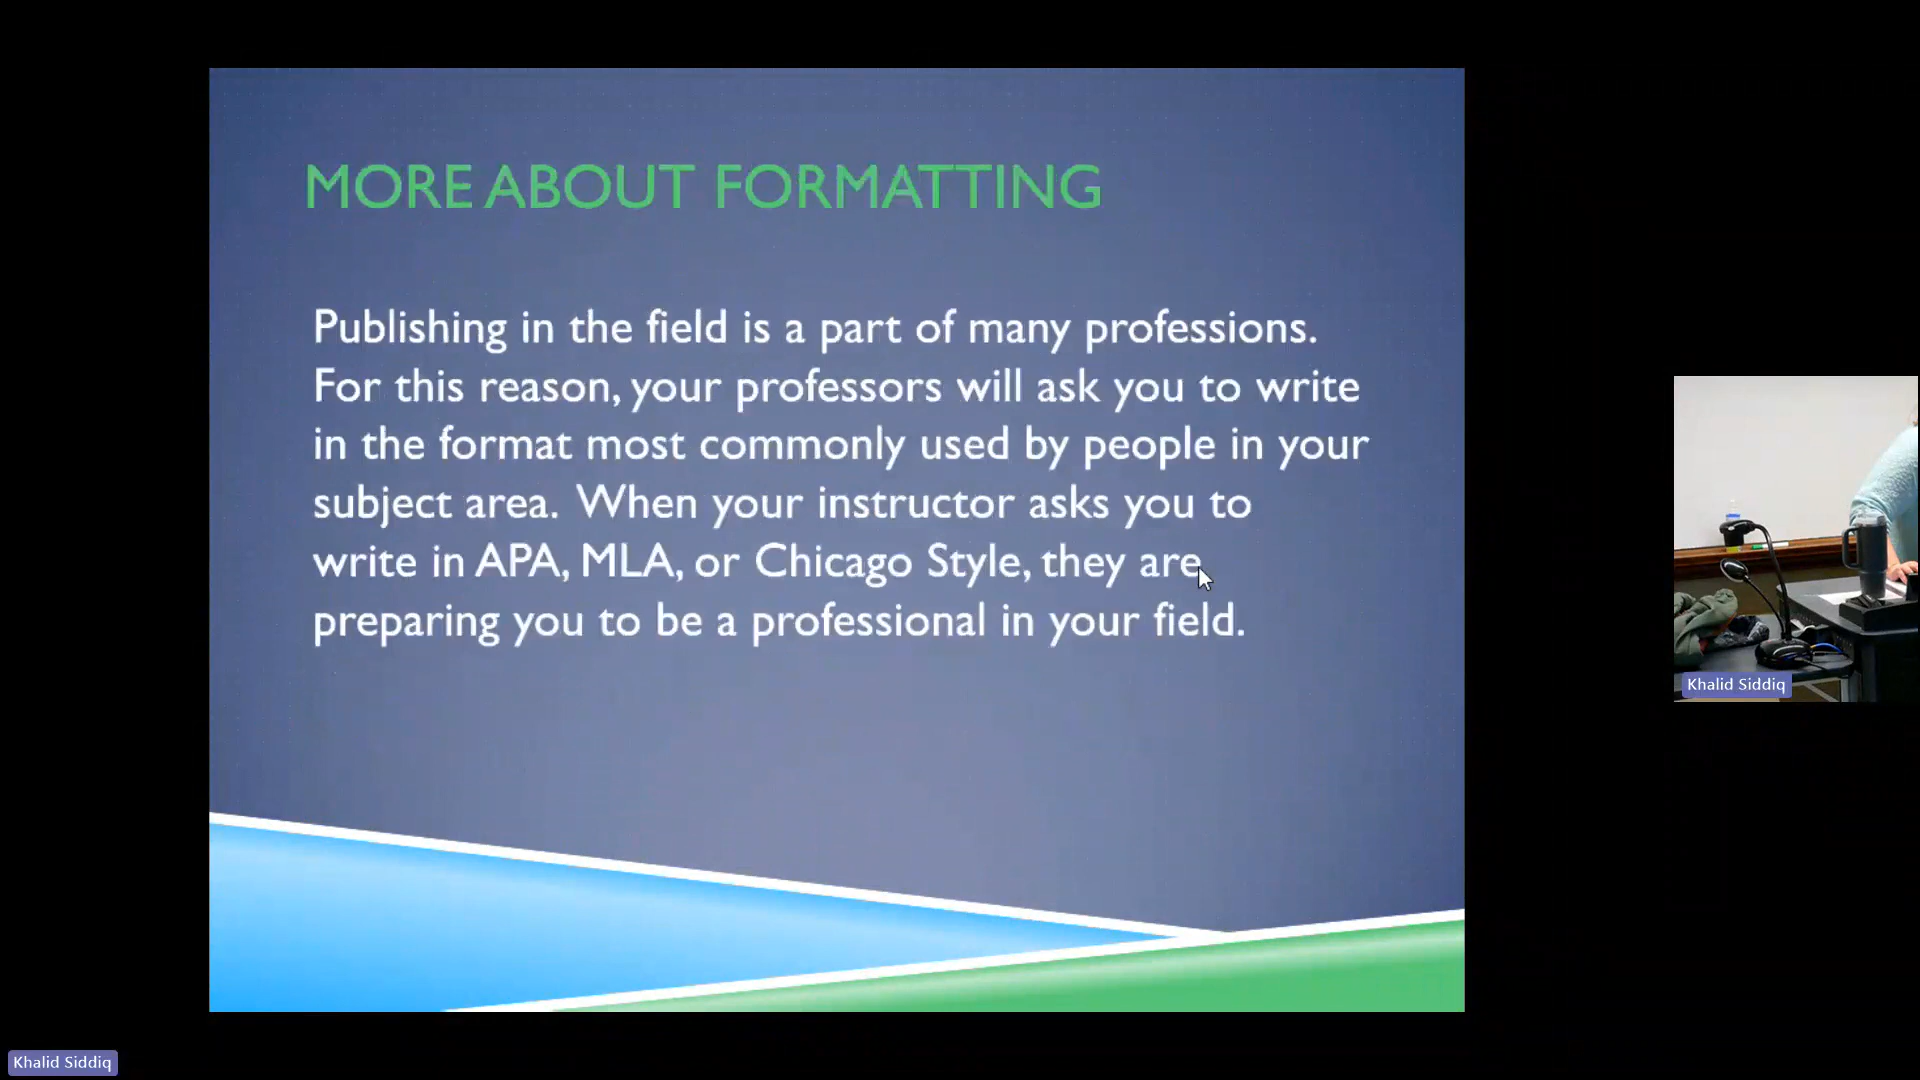 MORE ABOUT FORMATTING
Publishing in the field is a part of many professions.
For this reason, your professors will ask you to write
in the format most commonly used by people in your
subject area.  When your instructor asks you to
write in APA, MLA, or Chicago Style, they are
preparing you to be a professional in your field.
Khalid Siddiq
Khalid Siddiq